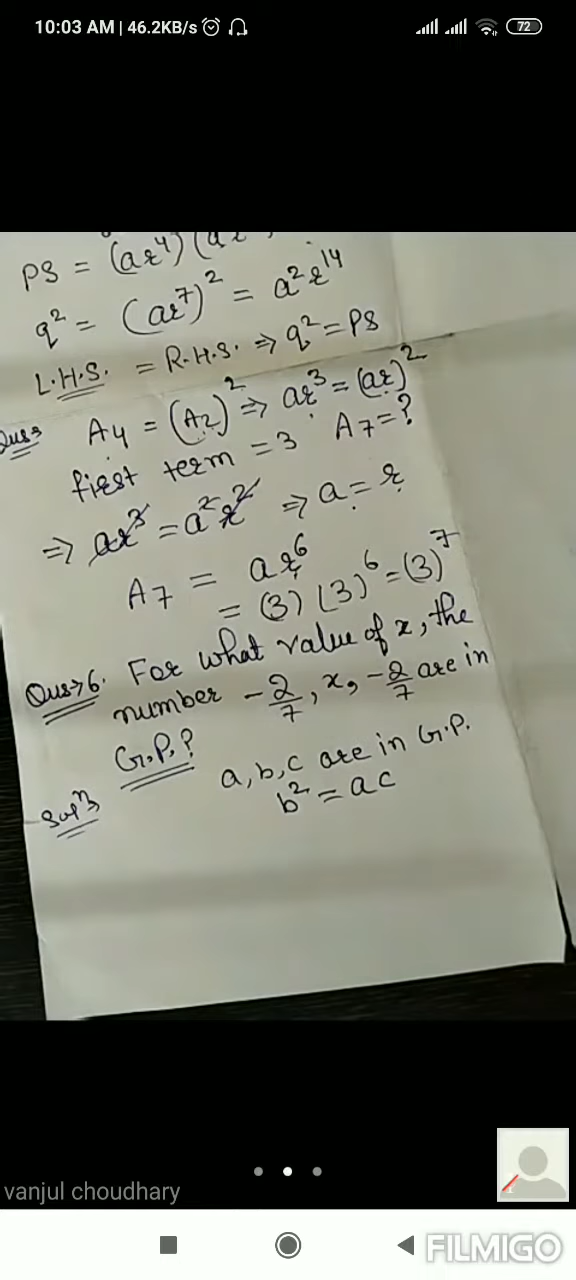 10:03 AM | 46.2KB/s
72
PS = (ar⁴)
q² = (ar⁷)² = a²r¹⁴
L.H.S. = R.H.S. ⇒ q² = PS
A4 = (A2)² ⇒ ar³ = (ar)²
first term = 3 A7 = ?
⇒ ar³ = a²r² ⇒ a = r
A7 = ar⁶
= (3) (3)⁶ = (3)⁷
Ques→6. For what value of x, the
number -2/7, x, -2/7 are in
G.P.?
Solⁿ
a, b, c are in G.P.
b² = ac
vanjul choudhary
FILMIGO